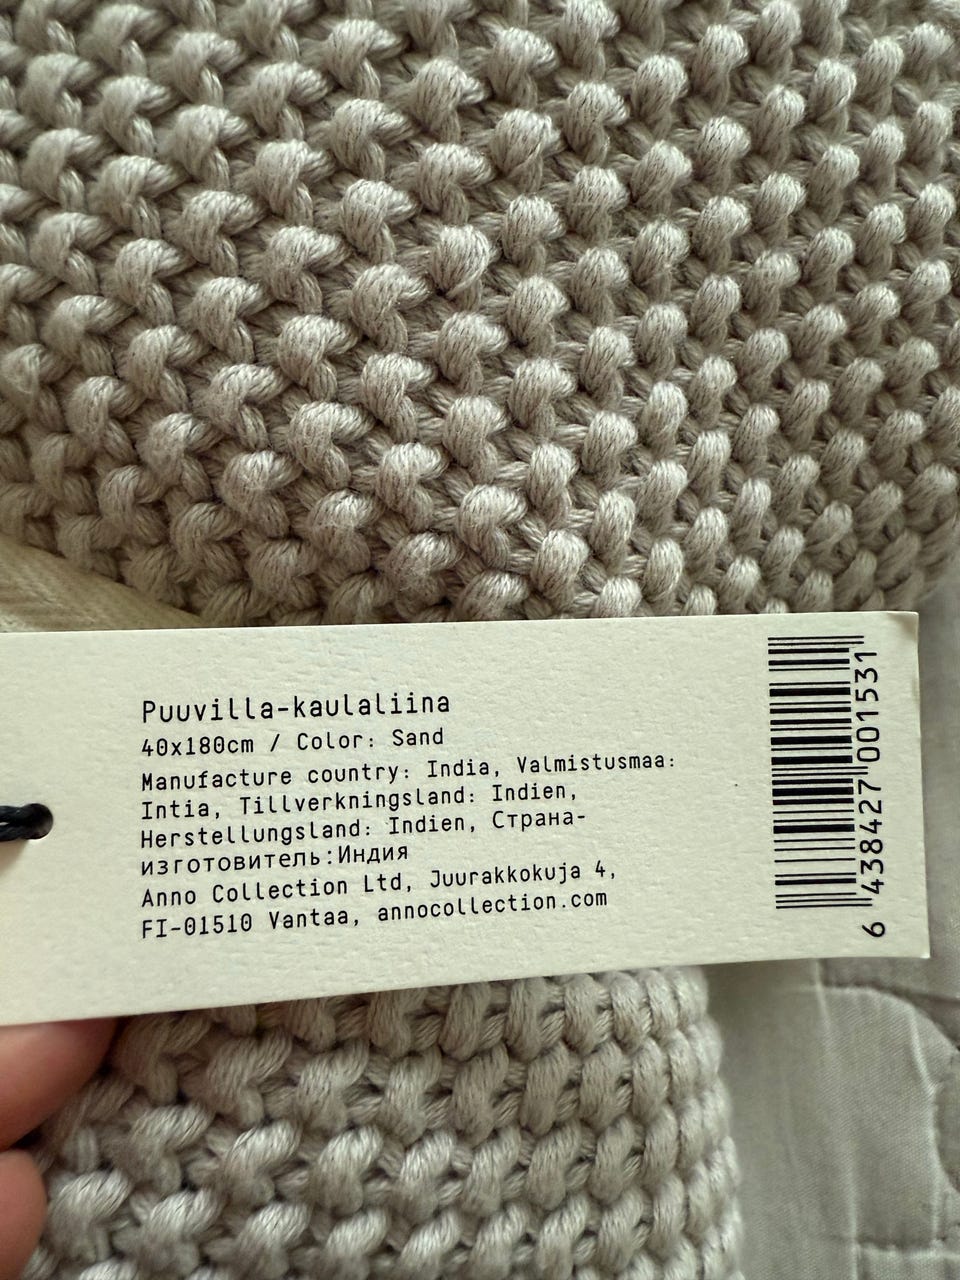 Puuvilla-kaulaliina
40x180cm / Color: Sand
Manufacture country: India, Valmistusmaa:
Intia, Tillverkningsland: Indien,
Herstellungsland: Indien, Страна-
изготовитель:Индия
Anno Collection Ltd, Juurakkokuja 4,
FI-01510 Vantaa, annocollection.com
6 438427 001531